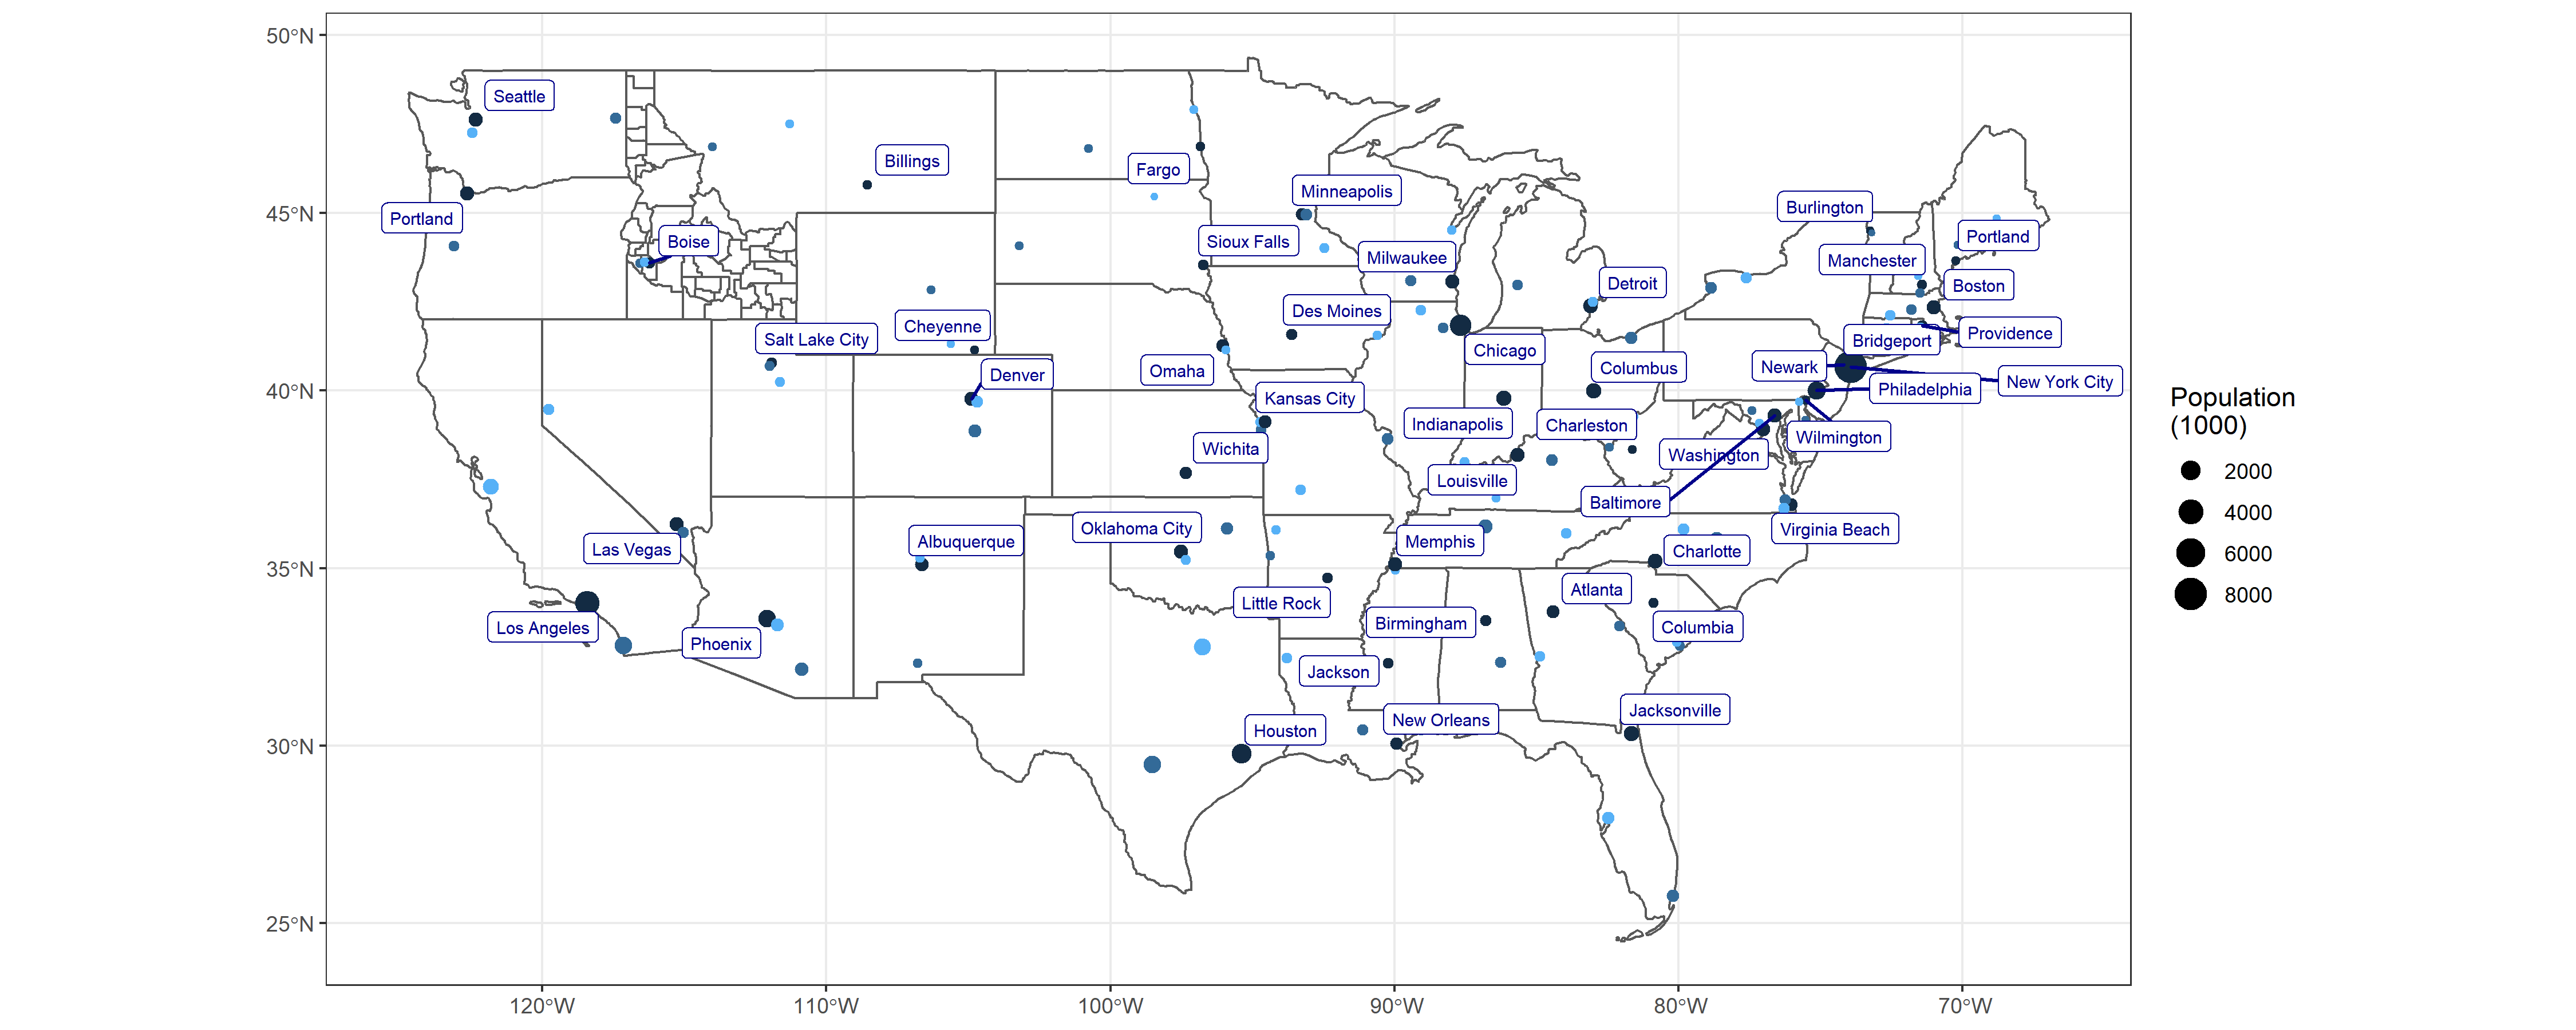 50°N
45°N
40°N
35°N
30°N
25°N
120°W
110°W
100°W
90°W
80°W
70°W
Seattle
Billings
Fargo
Minneapolis
Portland
Boise
Sioux Falls
Milwaukee
Burlington
Portland
Manchester
Detroit
Boston
Des Moines
Salt Lake City
Cheyenne
Chicago
Providence
Bridgeport
Denver
Omaha
Columbus
Newark
New York City
Philadelphia
Kansas City
Indianapolis
Charleston
Wilmington
Wichita
Washington
Louisville
Baltimore
Las Vegas
Albuquerque
Oklahoma City
Memphis
Charlotte
Virginia Beach
Little Rock
Atlanta
Los Angeles
Phoenix
Birmingham
Columbia
Jackson
Houston
New Orleans
Jacksonville
Population
(1000)
2000
4000
6000
8000